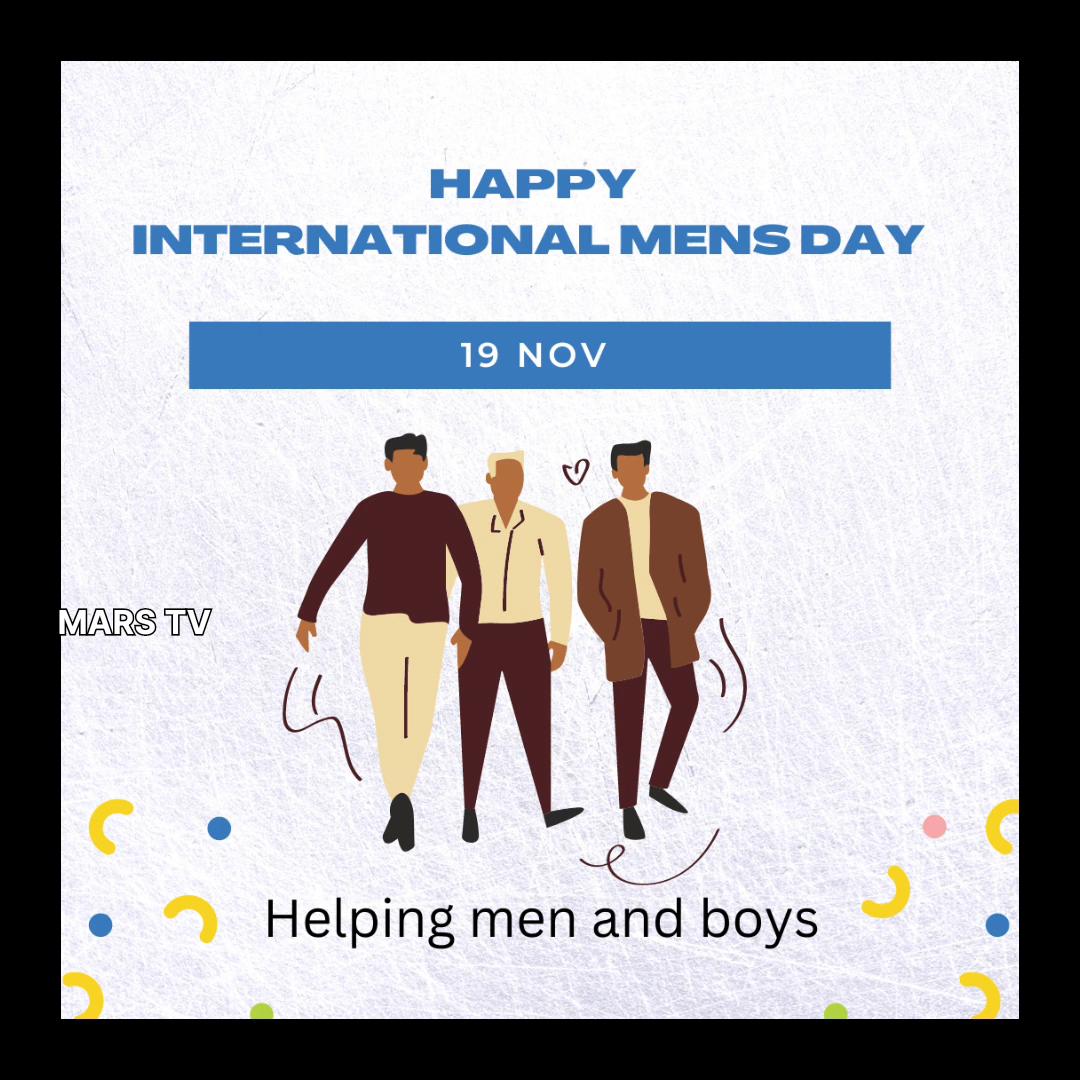 HAPPY
INTERNATIONAL MENS DAY
19 NOV
MARS TV
Helping men and boys